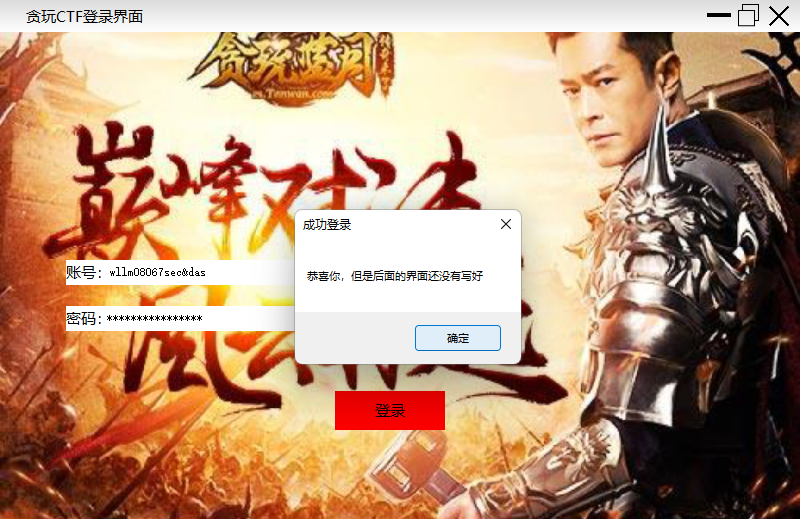 贪玩CTF登录界面
贪玩蓝月
巅峰对决
成功登录
账号：wllm08067sec&das
恭喜你，但是后面的界面还没有写好
密码：****************
确定
登录